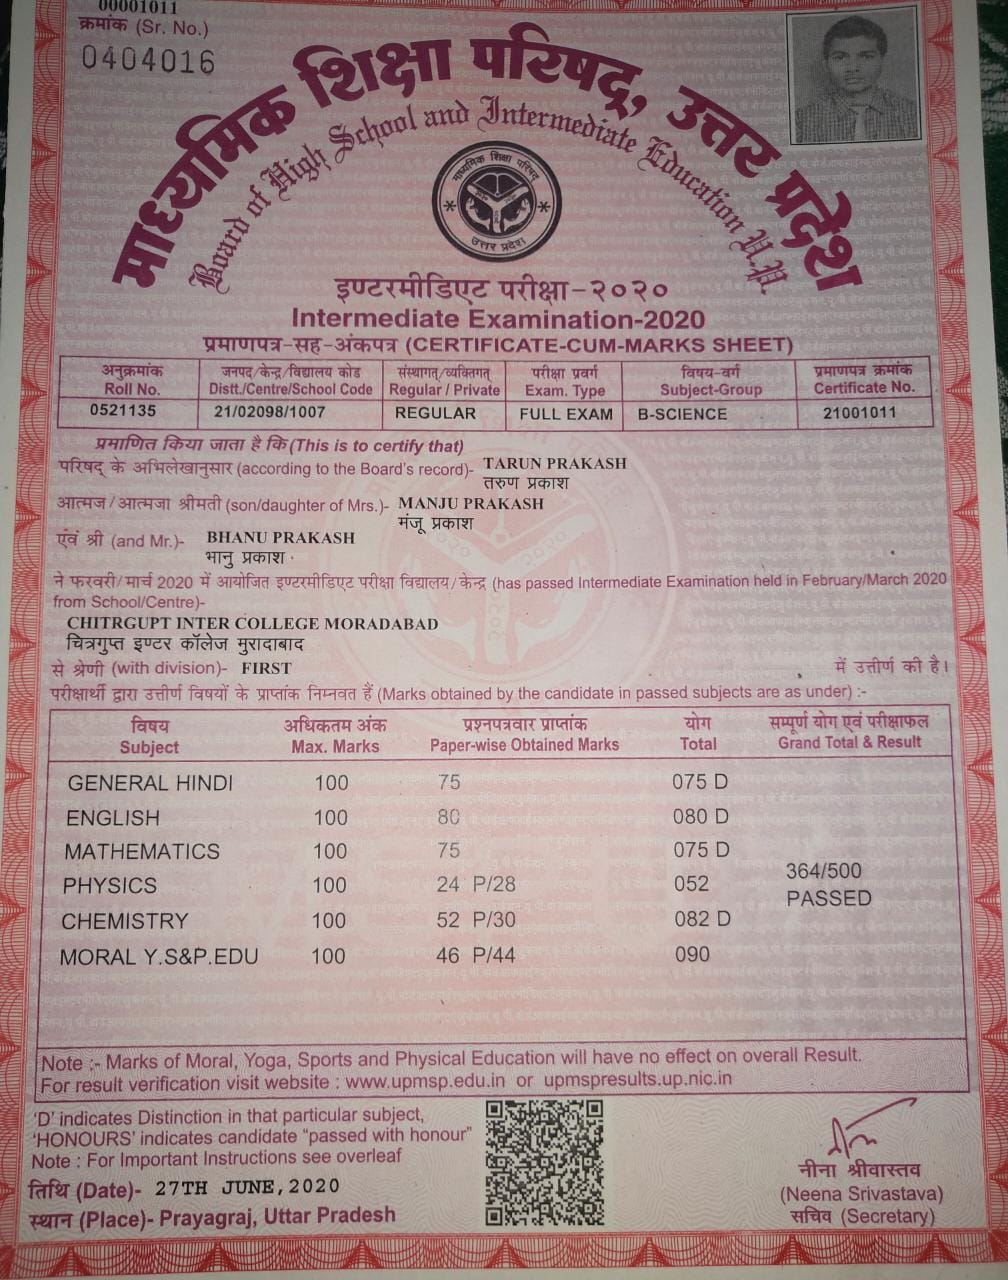 00001011
क्रमांक (Sr. No.)
0404016
माध्यमिक शिक्षा परिषद्, उत्तर प्रदेश
Board of High School and Intermediate Education U.P.
माध्यमिक शिक्षा परिषद
उत्तर प्रदेश
इण्टरमीडिएट परीक्षा-२०२०
Intermediate Examination-2020
प्रमाणपत्र-सह-अंकपत्र (CERTIFICATE-CUM-MARKS SHEET)
अनुक्रमांक जनपद/केन्द्र/विद्यालय कोड संस्थागत्/व्यक्तिगत् परीक्षा प्रवर्ग विषय-वर्ग प्रमाणपत्र क्रमांक
Roll No. Distt./Centre/School Code Regular / Private Exam. Type Subject-Group Certificate No.
0521135 21/02098/1007 REGULAR FULL EXAM B-SCIENCE 21001011
प्रमाणित किया जाता है कि (This is to certify that)
परिषद् के अभिलेखानुसार (according to the Board's record)- TARUN PRAKASH
तरुण प्रकाश
आत्मज/आत्मजा श्रीमती (son/daughter of Mrs.)- MANJU PRAKASH
मंजू प्रकाश
एंवं श्री (and Mr.)- BHANU PRAKASH
भानु प्रकाश
ने फरवरी/मार्च 2020 में आयोजित इण्टरमीडिएट परीक्षा विद्यालय/केन्द्र (has passed Intermediate Examination held in February/March 2020
from School/Centre)-
CHITRGUPT INTER COLLEGE MORADABAD
चित्रगुप्त इण्टर कॉलेज मुरादाबाद
से श्रेणी (with division)- FIRST में उत्तीर्ण की है।
परीक्षार्थी द्वारा उत्तीर्ण विषयों के प्राप्तांक निम्नवत हैं (Marks obtained by the candidate in passed subjects are as under) :-
विषय अधिकतम अंक प्रश्नपत्रवार प्राप्तांक योग सम्पूर्ण योग एवं परीक्षाफल
Subject Max. Marks Paper-wise Obtained Marks Total Grand Total & Result
GENERAL HINDI 100 75 075 D
ENGLISH 100 80 080 D
MATHEMATICS 100 75 075 D
364/500
PHYSICS 100 24 P/28 052
PASSED
CHEMISTRY 100 52 P/30 082 D
MORAL Y.S&P.EDU 100 46 P/44 090
Note :- Marks of Moral, Yoga, Sports and Physical Education will have no effect on overall Result.
For result verification visit website : www.upmsp.edu.in or upmspresults.up.nic.in
'D' indicates Distinction in that particular subject,
'HONOURS' indicates candidate "passed with honour"
Note : For Important Instructions see overleaf
तिथि (Date)- 27TH JUNE,2020
स्थान (Place)- Prayagraj, Uttar Pradesh
नीना श्रीवास्तव
(Neena Srivastava)
सचिव (Secretary)